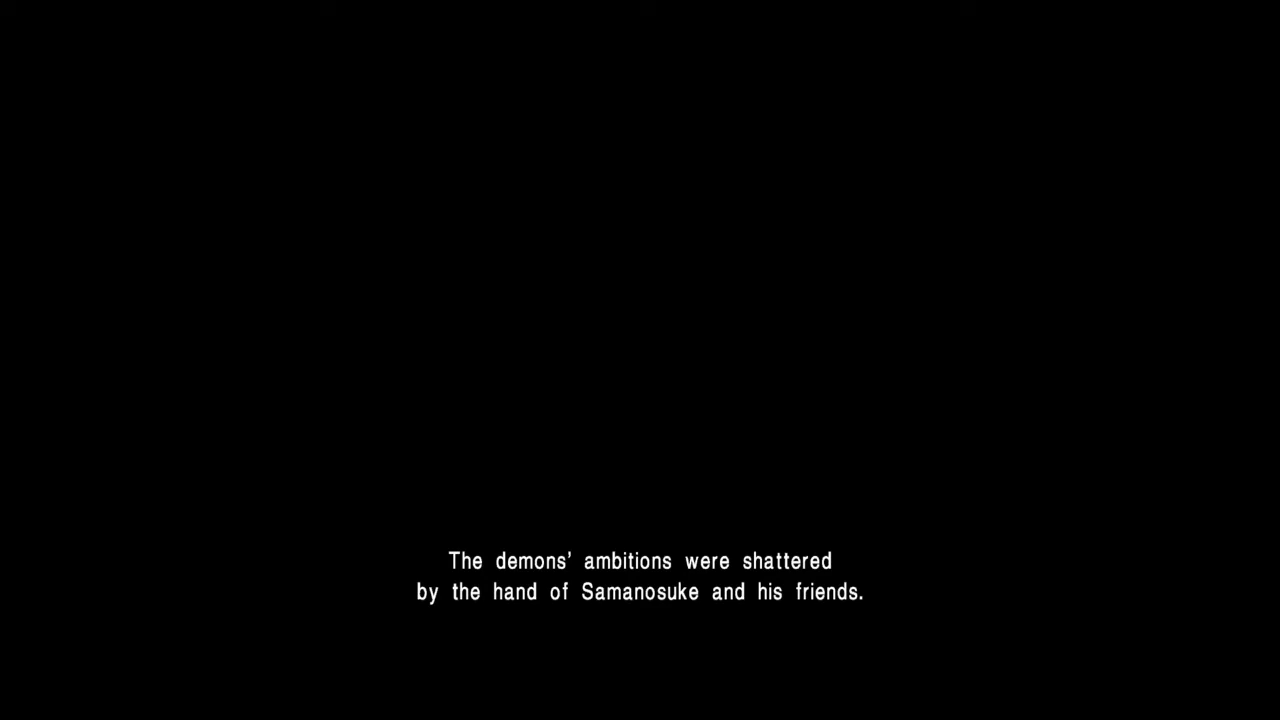 The demons' ambitions were shattered
by the hand of Samanosuke and his friends.